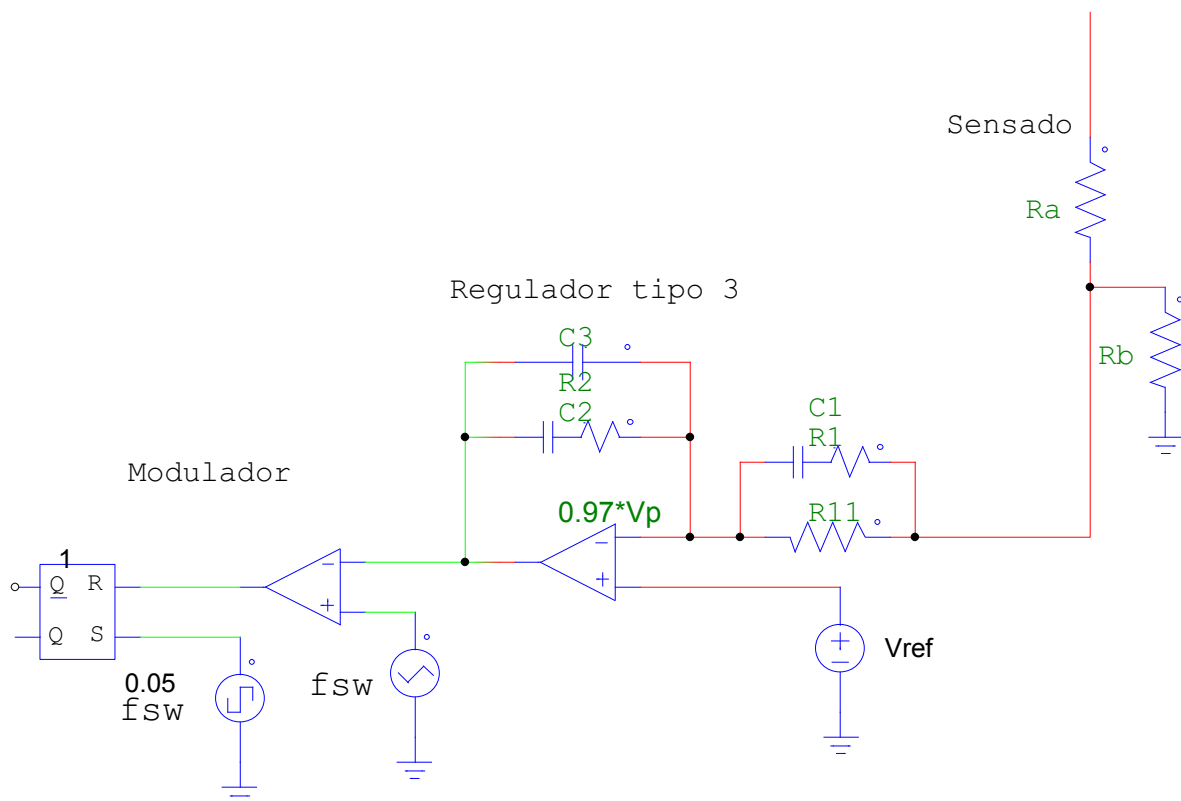 Sensado
Ra
Rb
Regulador tipo 3
C3
R2
C2
C1
R1
R11
Modulador
0.97*Vp
1
Q R
Q S
0.05
fsw
fsw
Vref